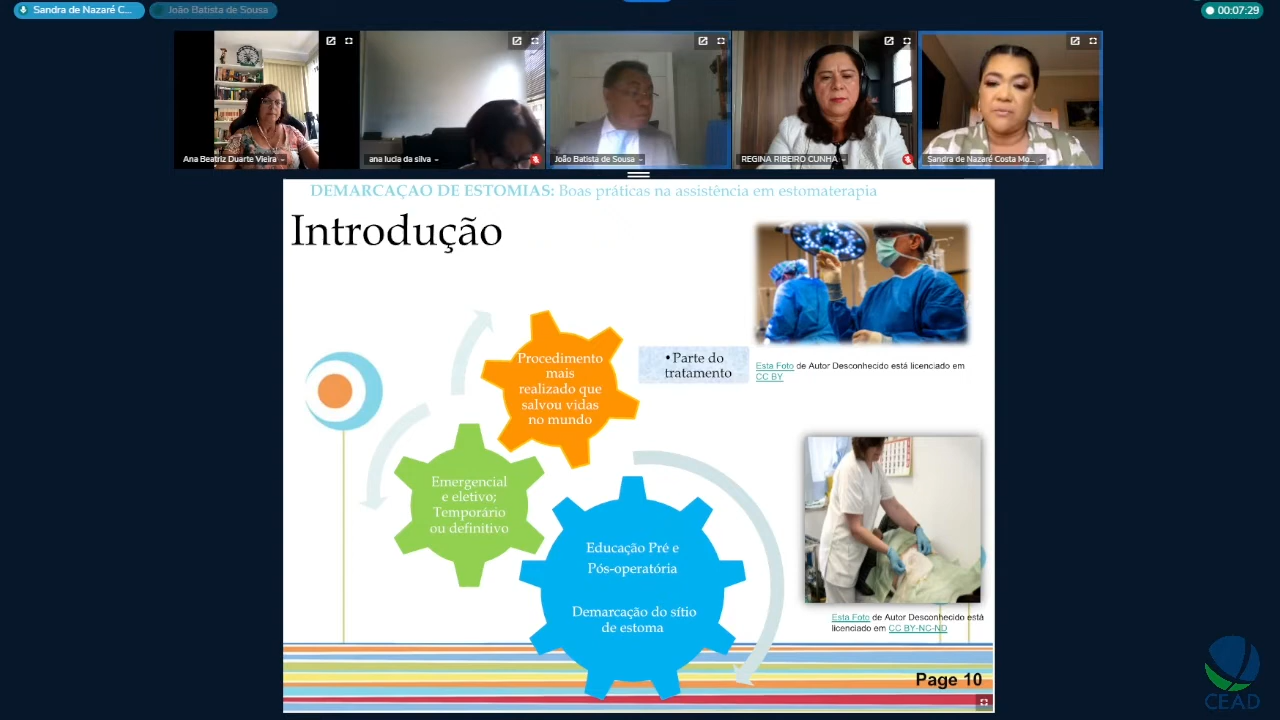 Sandra de Nazaré C...
João Batista de Sousa
00:07:29
Ana Beatriz Duarte Vieira
ana lucia da silva
João Batista de Sousa
REGINA RIBEIRO CUNHA
Sandra de Nazaré Costa Mo...
DEMARCAÇAO DE ESTOMIAS: Boas práticas na assistência em estomaterapia
Introdução
Procedimento
mais
realizado que
salvou vidas
no mundo
•Parte do
tratamento
Esta Foto de Autor Desconhecido está licenciado em
CC BY
Emergencial
e eletivo;
Temporário
ou definitivo
Educação Pré e
Pós-operatória
Demarcação do sítio
de estoma
Esta Foto de Autor Desconhecido está
licenciado em CC BY-NC-ND
Page 10
CEAD